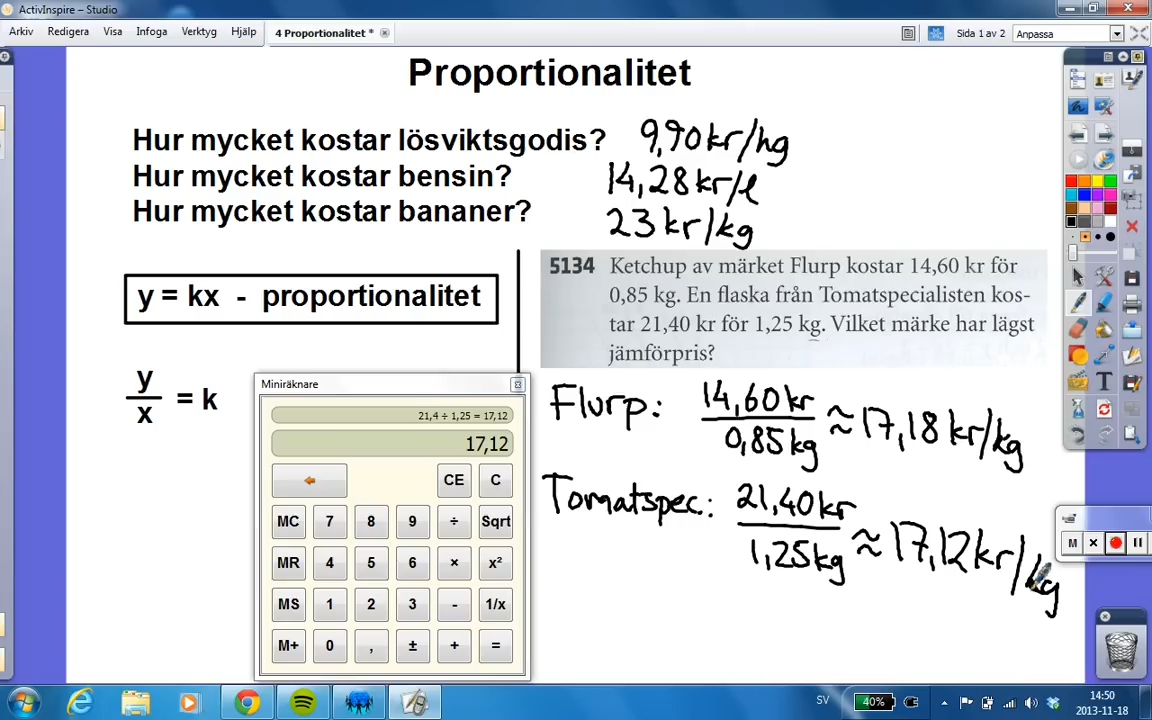 ActivInspire – Studio
Arkiv Redigera Visa Infoga Verktyg Hjälp 4 Proportionalitet * Sida 1 av 2 Anpassa
Proportionalitet
Hur mycket kostar lösviktsgodis? 9,90 kr/hg
Hur mycket kostar bensin? 14,28 kr/l
Hur mycket kostar bananer? 23 kr/kg
y = kx - proportionalitet
y
x
= k
5134 Ketchup av märket Flurp kostar 14,60 kr för
0,85 kg. En flaska från Tomatspecialisten kos-
tar 21,40 kr för 1,25 kg. Vilket märke har lägst
jämförpris?
Flurp: 14,60 kr
0,85 kg
≈ 17,18 kr/kg
Tomatspec.: 21,40 kr
1,25 kg
≈ 17,12 kr/kg
Miniräknare
21,4 ÷ 1,25 = 17,12
17,12
CE C
MC 7 8 9 ÷ Sqrt
MR 4 5 6 × x²
MS 1 2 3 - 1/x
M+ 0 , ± + =
M
SV 40% 14:50
2013-11-18